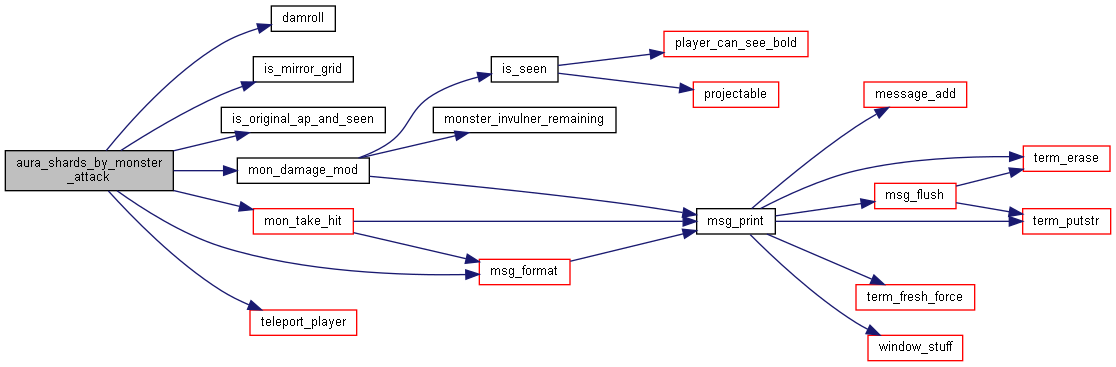 damroll
is_mirror_grid
is_original_ap_and_seen
aura_shards_by_monster
_attack
mon_damage_mod
mon_take_hit
teleport_player
is_seen
monster_invulner_remaining
msg_format
player_can_see_bold
projectable
msg_print
message_add
msg_flush
term_erase
term_putstr
term_fresh_force
window_stuff